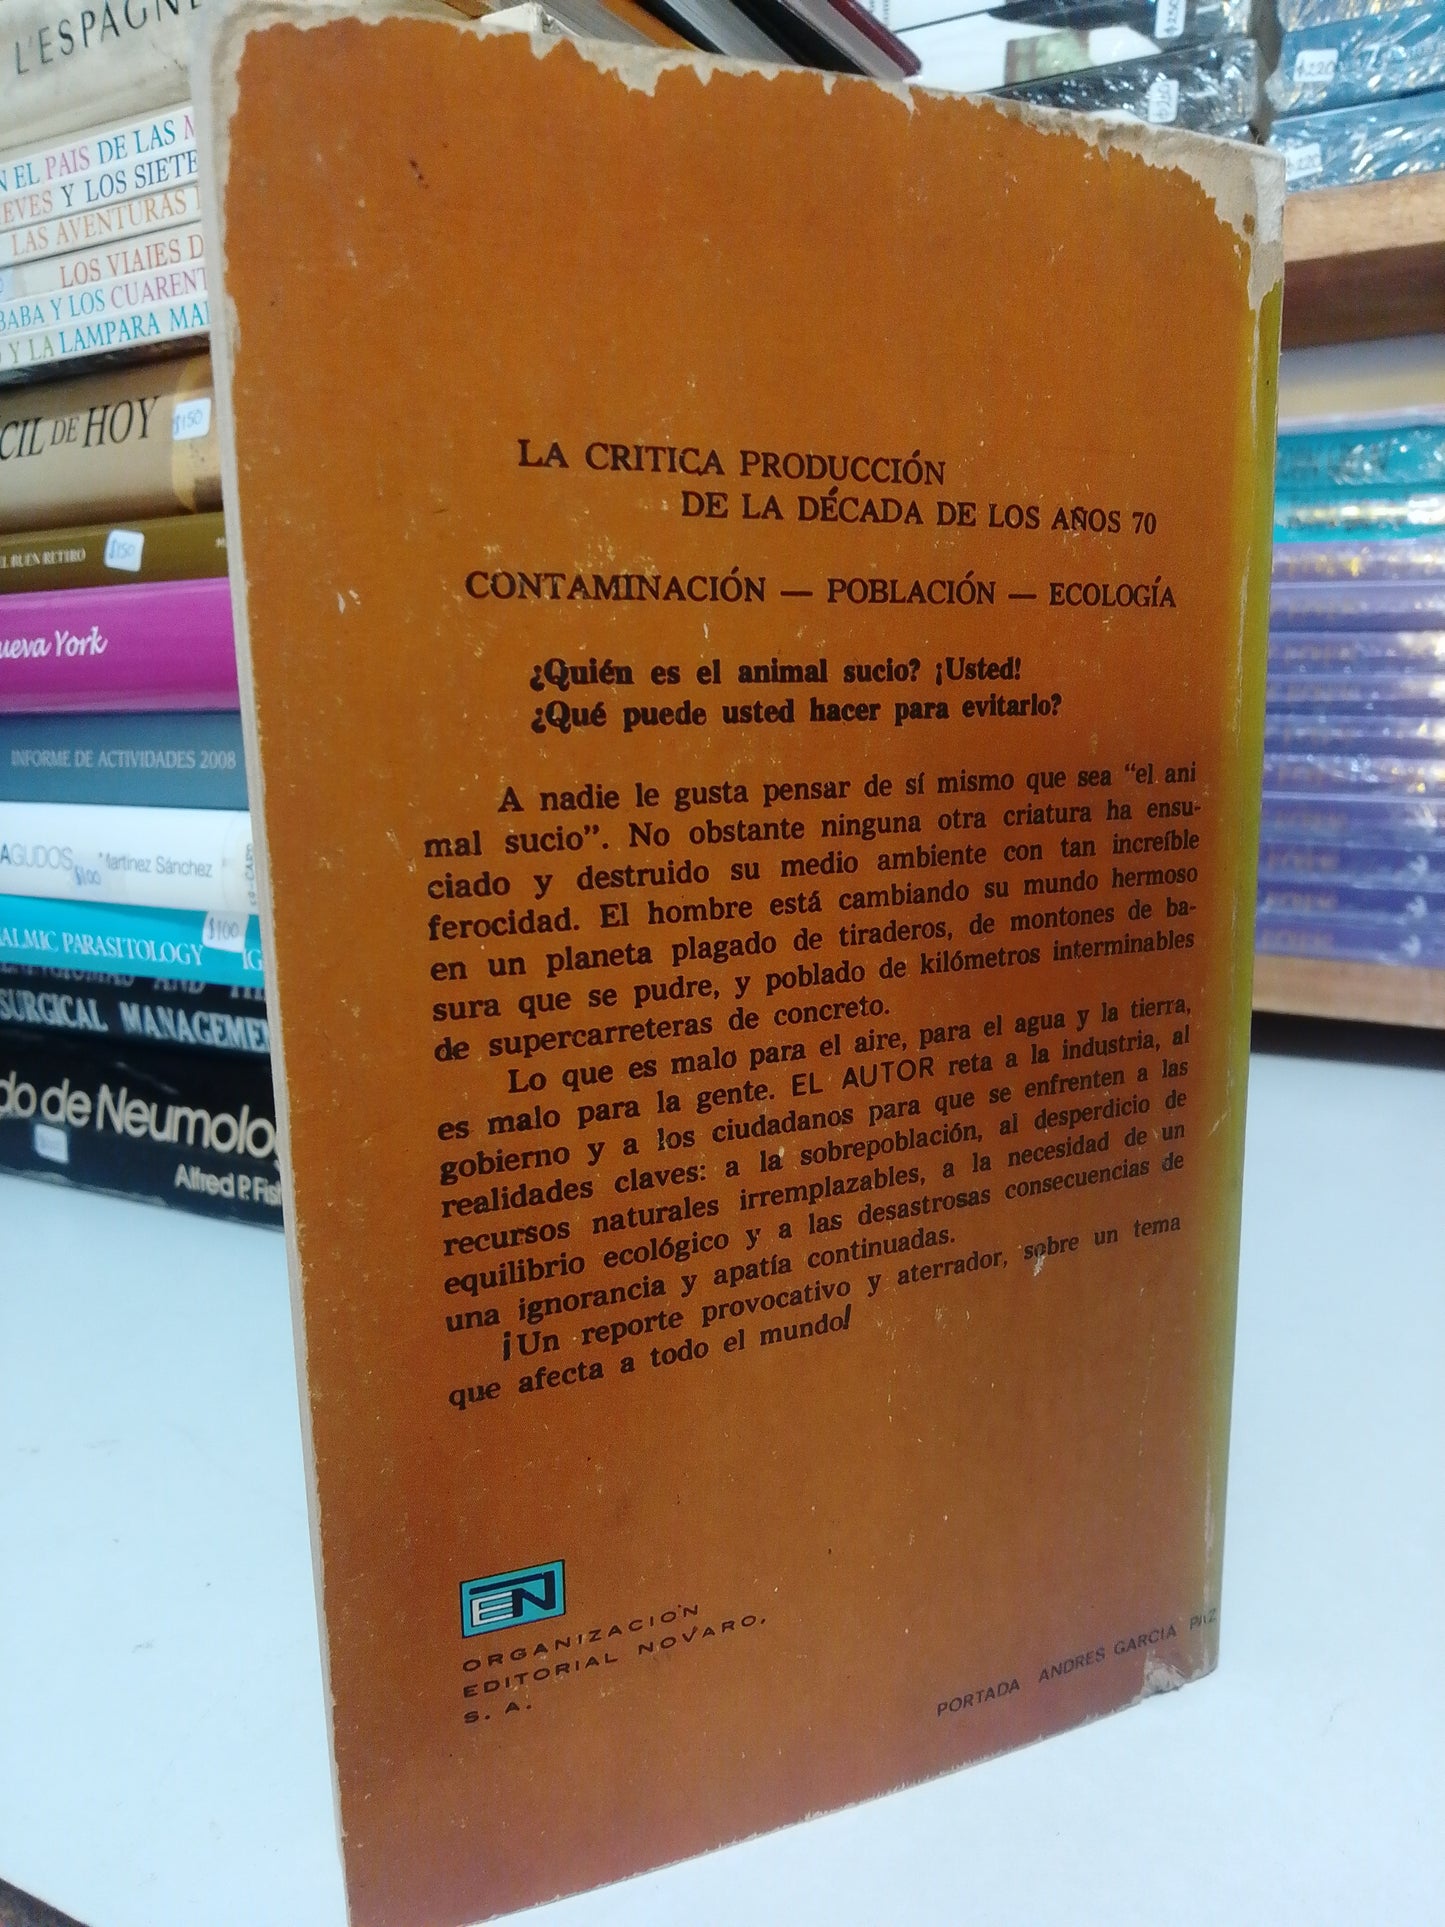 L'ESPAGNE
EL PAIS DE LAS
Y LOS SIETE
LAS AVENTURAS
LOS VIAJES
BABA Y LOS CUARENT
Y LA LAMPARA
DE HOY
$150
EL BUEN RETIRO
$150
York
INFORME DE ACTIVIDADES 2008
AGUDOS
Martínez Sánchez
$100
PARASITOLOGY
$100
SURGICAL
do de Neumolo
Alfred P. Fis
$250
$220
LA CRITICA PRODUCCIÓN
DE LA DÉCADA DE LOS AÑOS 70
CONTAMINACIÓN — POBLACIÓN — ECOLOGÍA
¿Quién es el animal sucio? ¡Usted!
¿Qué puede usted hacer para evitarlo?
A nadie le gusta pensar de sí mismo que sea "el ani
mal sucio". No obstante ninguna otra criatura ha ensu-
ciado y destruido su medio ambiente con tan increíble
ferocidad. El hombre está cambiando su mundo hermoso
en un planeta plagado de tiraderos, de montones de ba-
sura que se pudre, y poblado de kilómetros interminables
de supercarreteras de concreto.
Lo que es malo para el aire, para el agua y la tierra,
es malo para la gente. EL AUTOR reta a la industria, al
gobierno y a los ciudadanos para que se enfrenten a las
realidades claves: a la sobrepoblación, al desperdicio de
recursos naturales irremplazables, a la necesidad de un
equilibrio ecológico y a las desastrosas consecuencias de
una ignorancia y apatía continuadas.
¡Un reporte provocativo y aterrador, sobre un tema
que afecta a todo el mundo!
EN
ORGANIZACION
EDITORIAL NOVARO,
S. A.
PORTADA ANDRES GARCIA PAZ